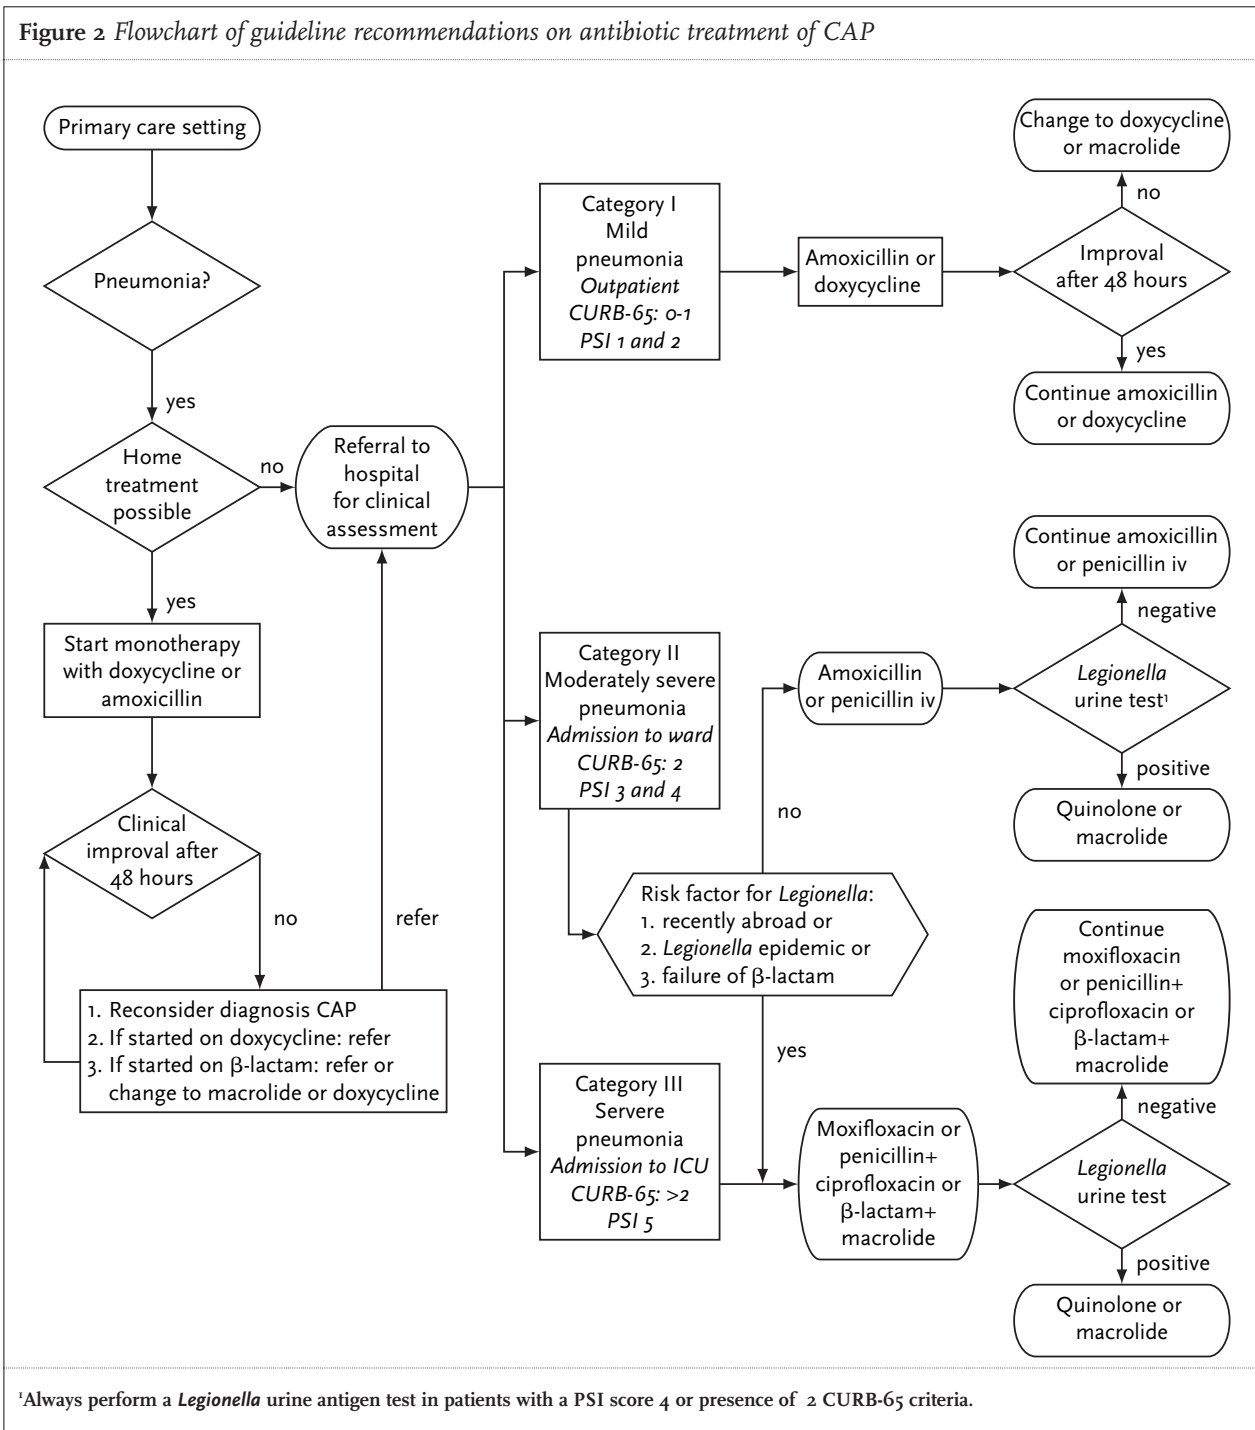 Figure 2 Flowchart of guideline recommendations on antibiotic treatment of CAP
Primary care setting
Pneumonia?
yes
Home
treatment
possible
no
yes
Start monotherapy
with doxycycline or
amoxicillin
Clinical
improval after
48 hours
no
1. Reconsider diagnosis CAP
2. If started on doxycycline: refer
3. If started on β-lactam: refer or
change to macrolide or doxycycline
refer
Referral to
hospital
for clinical
assessment
Category I
Mild
pneumonia
Outpatient
CURB-65: 0-1
PSI 1 and 2
Amoxicillin or
doxycycline
Improval
after 48 hours
no
Change to doxycycline
or macrolide
yes
Continue amoxicillin
or doxycycline
Category II
Moderately severe
pneumonia
Admission to ward
CURB-65: 2
PSI 3 and 4
Risk factor for Legionella:
1. recently abroad or
2. Legionella epidemic or
3. failure of β-lactam
no
Amoxicillin
or penicillin iv
Legionella
urine test¹
negative
Continue amoxicillin
or penicillin iv
positive
Quinolone or
macrolide
yes
Category III
Servere
pneumonia
Admission to ICU
CURB-65: >2
PSI 5
Moxifloxacin or
penicillin+
ciprofloxacin or
β-lactam+
macrolide
Legionella
urine test
negative
Continue
moxifloxacin
or penicillin+
ciprofloxacin or
β-lactam+
macrolide
positive
Quinolone or
macrolide
¹Always perform a Legionella urine antigen test in patients with a PSI score 4 or presence of 2 CURB-65 criteria.